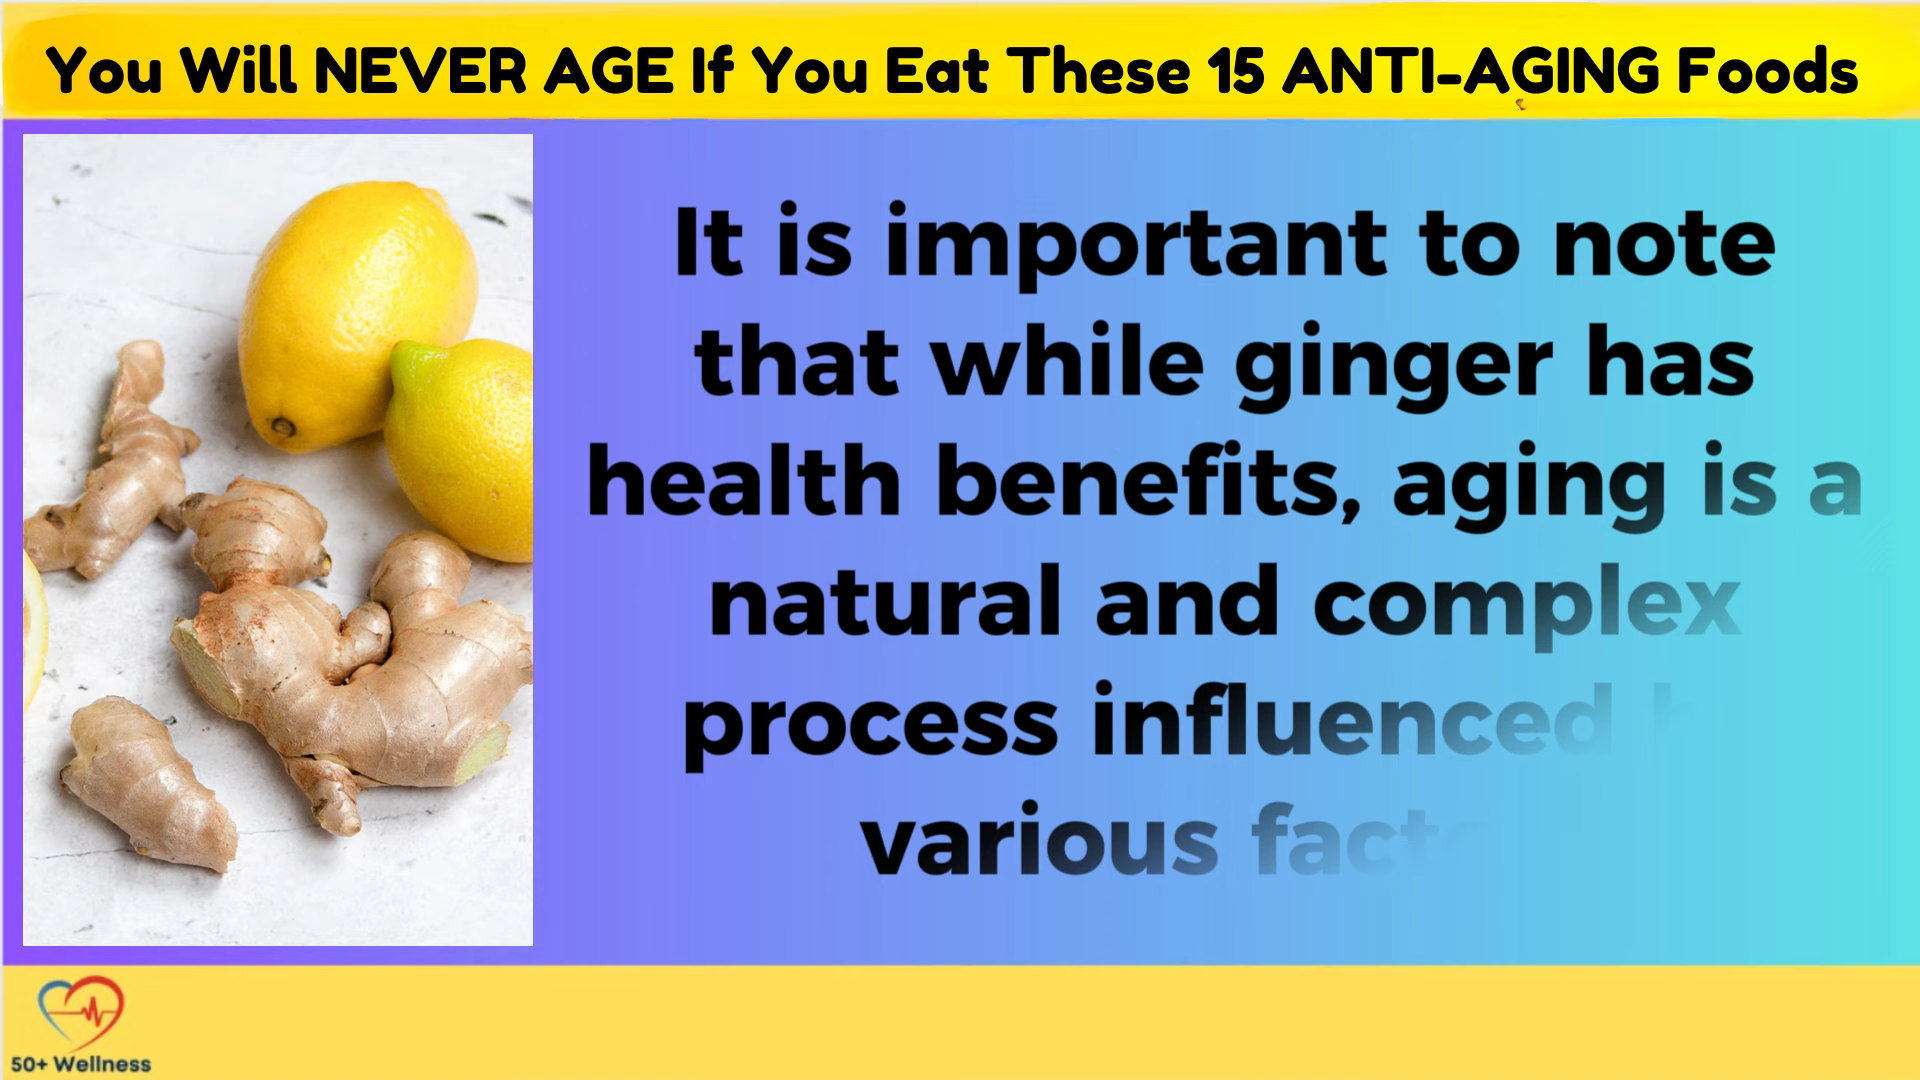 You Will NEVER AGE If You Eat These 15 ANTI-AGING Foods
It is important to note
that while ginger has
health benefits, aging is a
natural and complex
process influenced
various
50+ Wellness